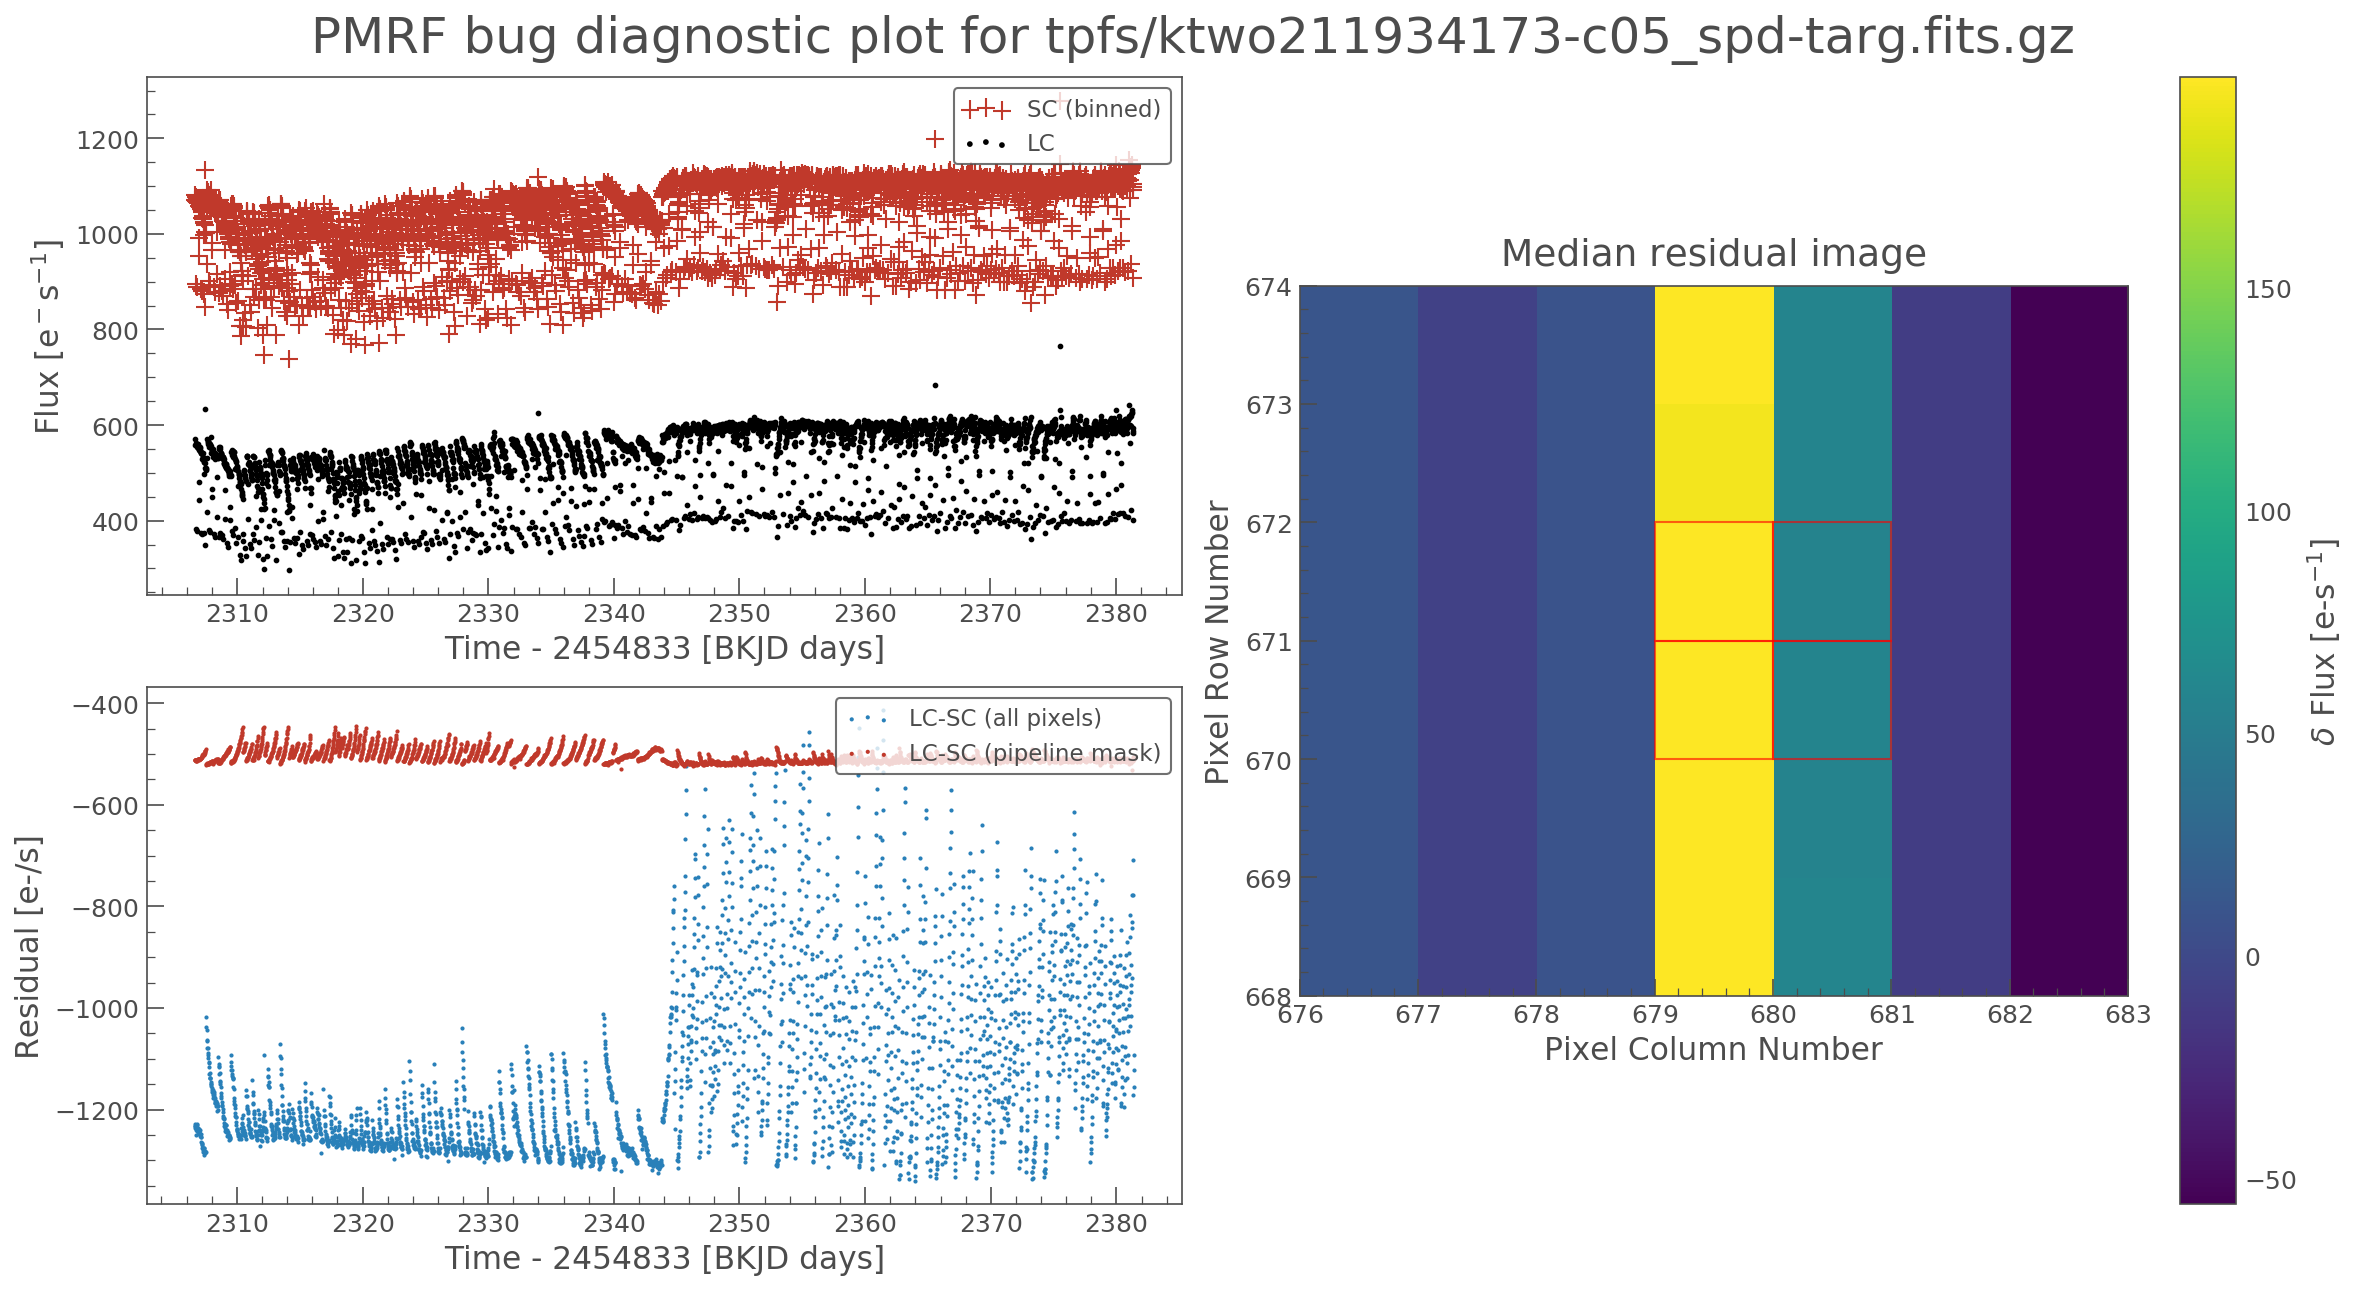 PMRF bug diagnostic plot for tpfs/ktwo211934173-c05_spd-targ.fits.gz
SC (binned)
LC
Flux [e⁻ s⁻¹]
1200
1000
800
600
400
2310 2320 2330 2340 2350 2360 2370 2380
Time - 2454833 [BKJD days]
LC-SC (all pixels)
LC-SC (pipeline mask)
Residual [e-/s]
−400
−600
−800
−1000
−1200
2310 2320 2330 2340 2350 2360 2370 2380
Time - 2454833 [BKJD days]
Median residual image
Pixel Row Number
674
673
672
671
670
669
668
676 677 678 679 680 681 682 683
Pixel Column Number
150
100
50
0
−50
δ Flux [e-s⁻¹]